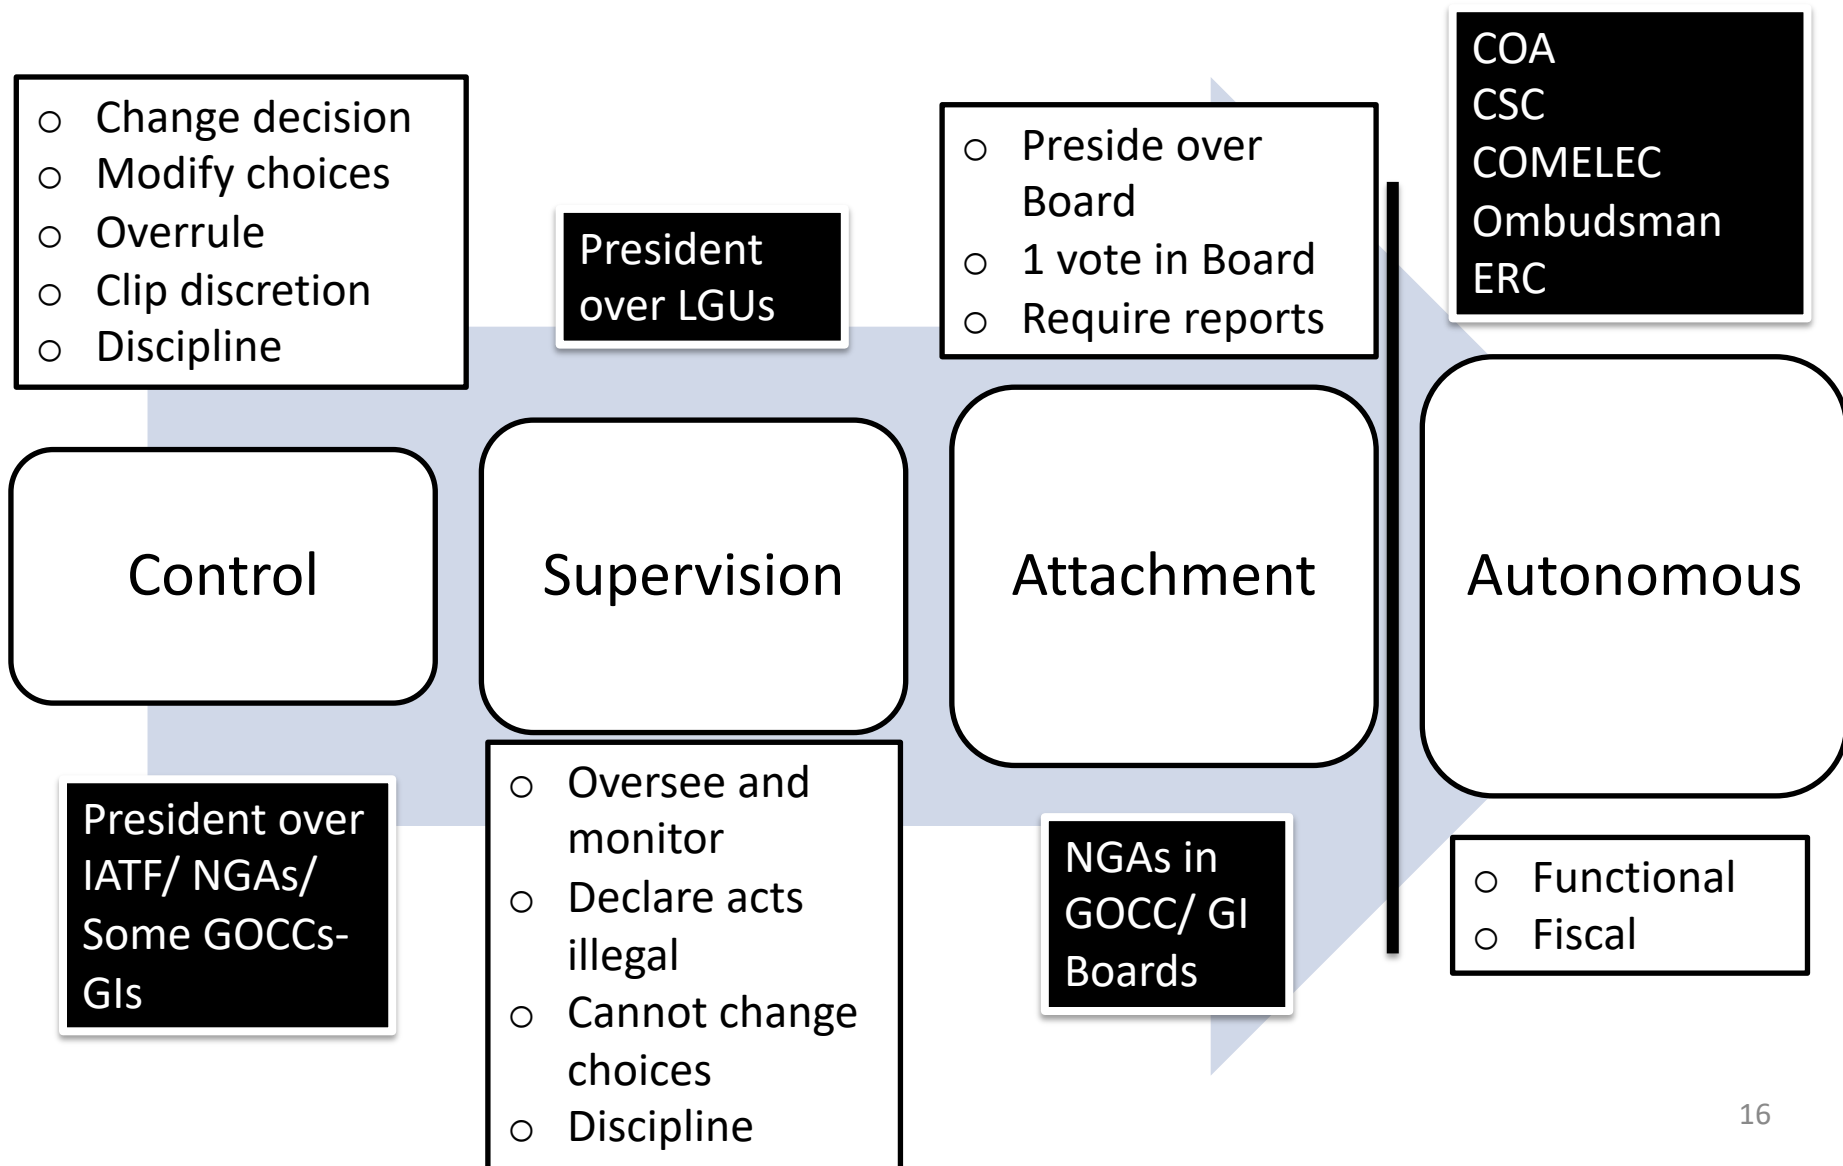 ○ Change decision
○ Modify choices
○ Overrule
○ Clip discretion
○ Discipline
President
over LGUs
○ Preside over
Board
○ 1 vote in Board
○ Require reports
COA
CSC
COMELEC
Ombudsman
ERC
Control
Supervision
Attachment
Autonomous
President over
IATF/ NGAs/
Some GOCCs-
GIs
○ Oversee and
monitor
○ Declare acts
illegal
○ Cannot change
choices
○ Discipline
NGAs in
GOCC/ GI
Boards
○ Functional
○ Fiscal
16